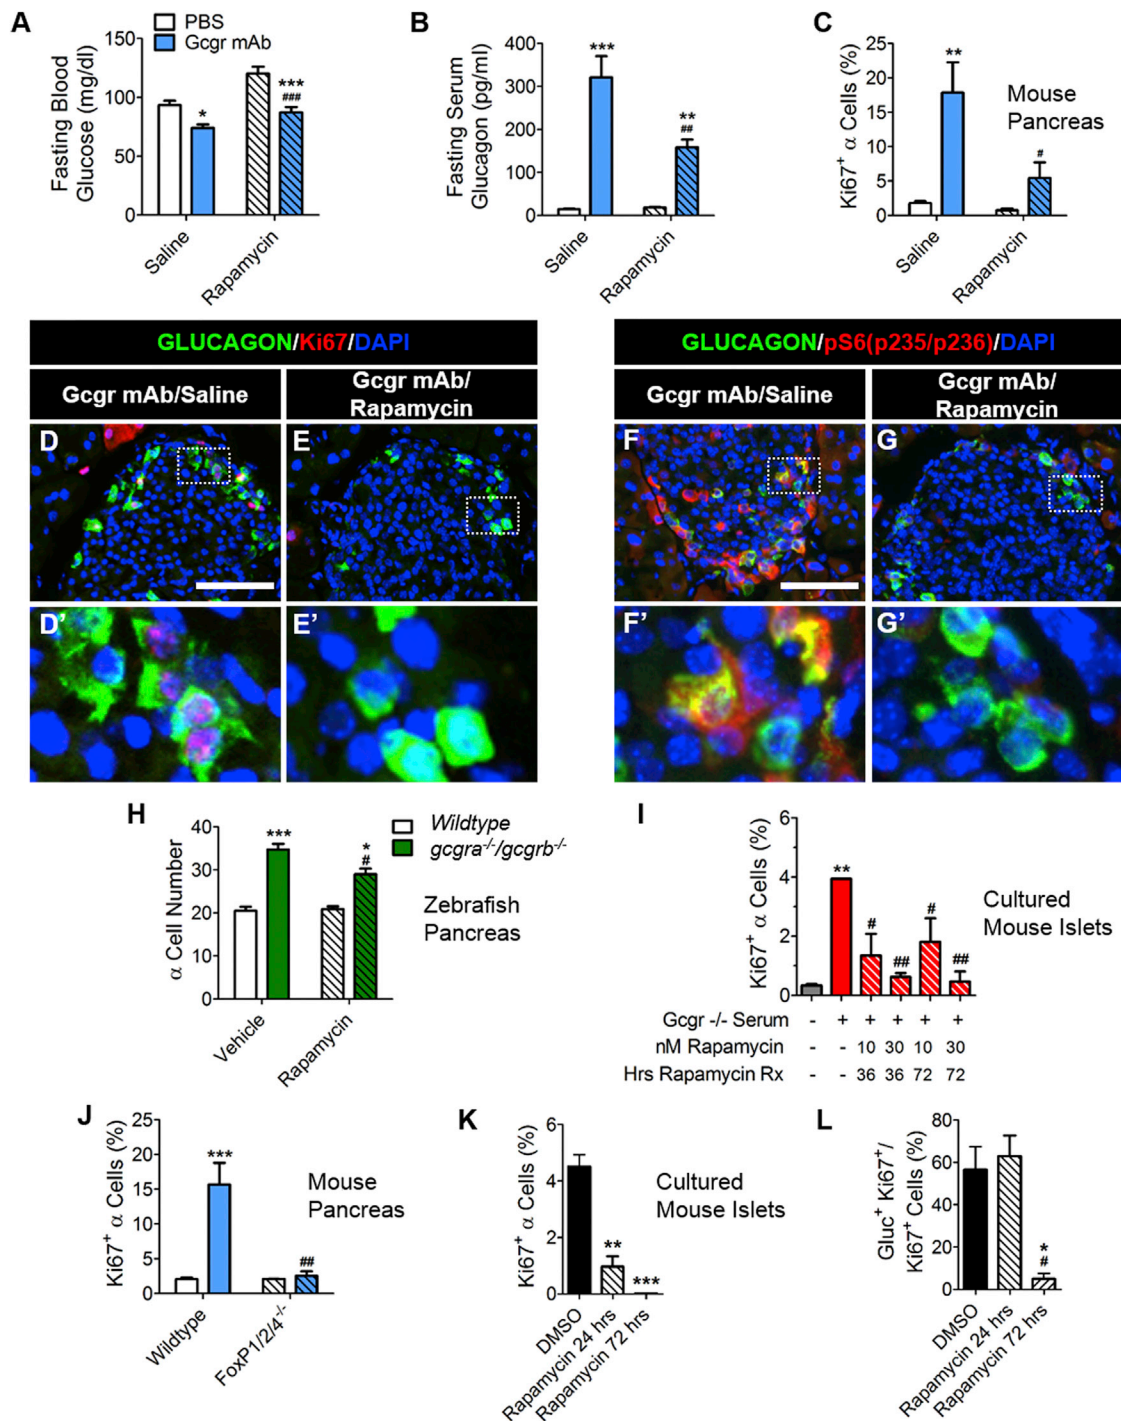 A
PBS
Gcgr mAb
Fasting Blood
Glucose (mg/dl)
150
100
50
0
*
***
###
Saline
Rapamycin
B
Fasting Serum
Glucagon (pg/ml)
400
300
200
100
0
***
**
##
Saline
Rapamycin
C
Ki67+ α Cells (%)
25
20
15
10
5
0
**
#
Mouse
Pancreas
Saline
Rapamycin
GLUCAGON/Ki67/DAPI
Gcgr mAb/Saline
Gcgr mAb/
Rapamycin
D
E
D'
E'
GLUCAGON/pS6(p235/p236)/DAPI
Gcgr mAb/Saline
Gcgr mAb/
Rapamycin
F
G
F'
G'
H
α Cell Number
40
30
20
10
0
***
*
#
Wildtype
gcgra-/-/gcgrb-/-
Zebrafish
Pancreas
Vehicle
Rapamycin
I
Ki67+ α Cells (%)
6
4
2
0
**
#
##
#
##
Cultured
Mouse Islets
Gcgr -/- Serum - + + + + +
nM Rapamycin - - 10 30 10 30
Hrs Rapamycin Rx - - 36 36 72 72
J
Ki67+ α Cells (%)
25
20
15
10
5
0
***
##
Mouse
Pancreas
Wildtype
FoxP1/2/4-/-
K
Ki67+ α Cells (%)
6
4
2
0
**
***
Cultured
Mouse Islets
DMSO
Rapamycin 24 hrs
Rapamycin 72 hrs
L
Gluc+ Ki67+/
Ki67+ Cells (%)
80
60
40
20
0
*
#
DMSO
Rapamycin 24 hrs
Rapamycin 72 hrs